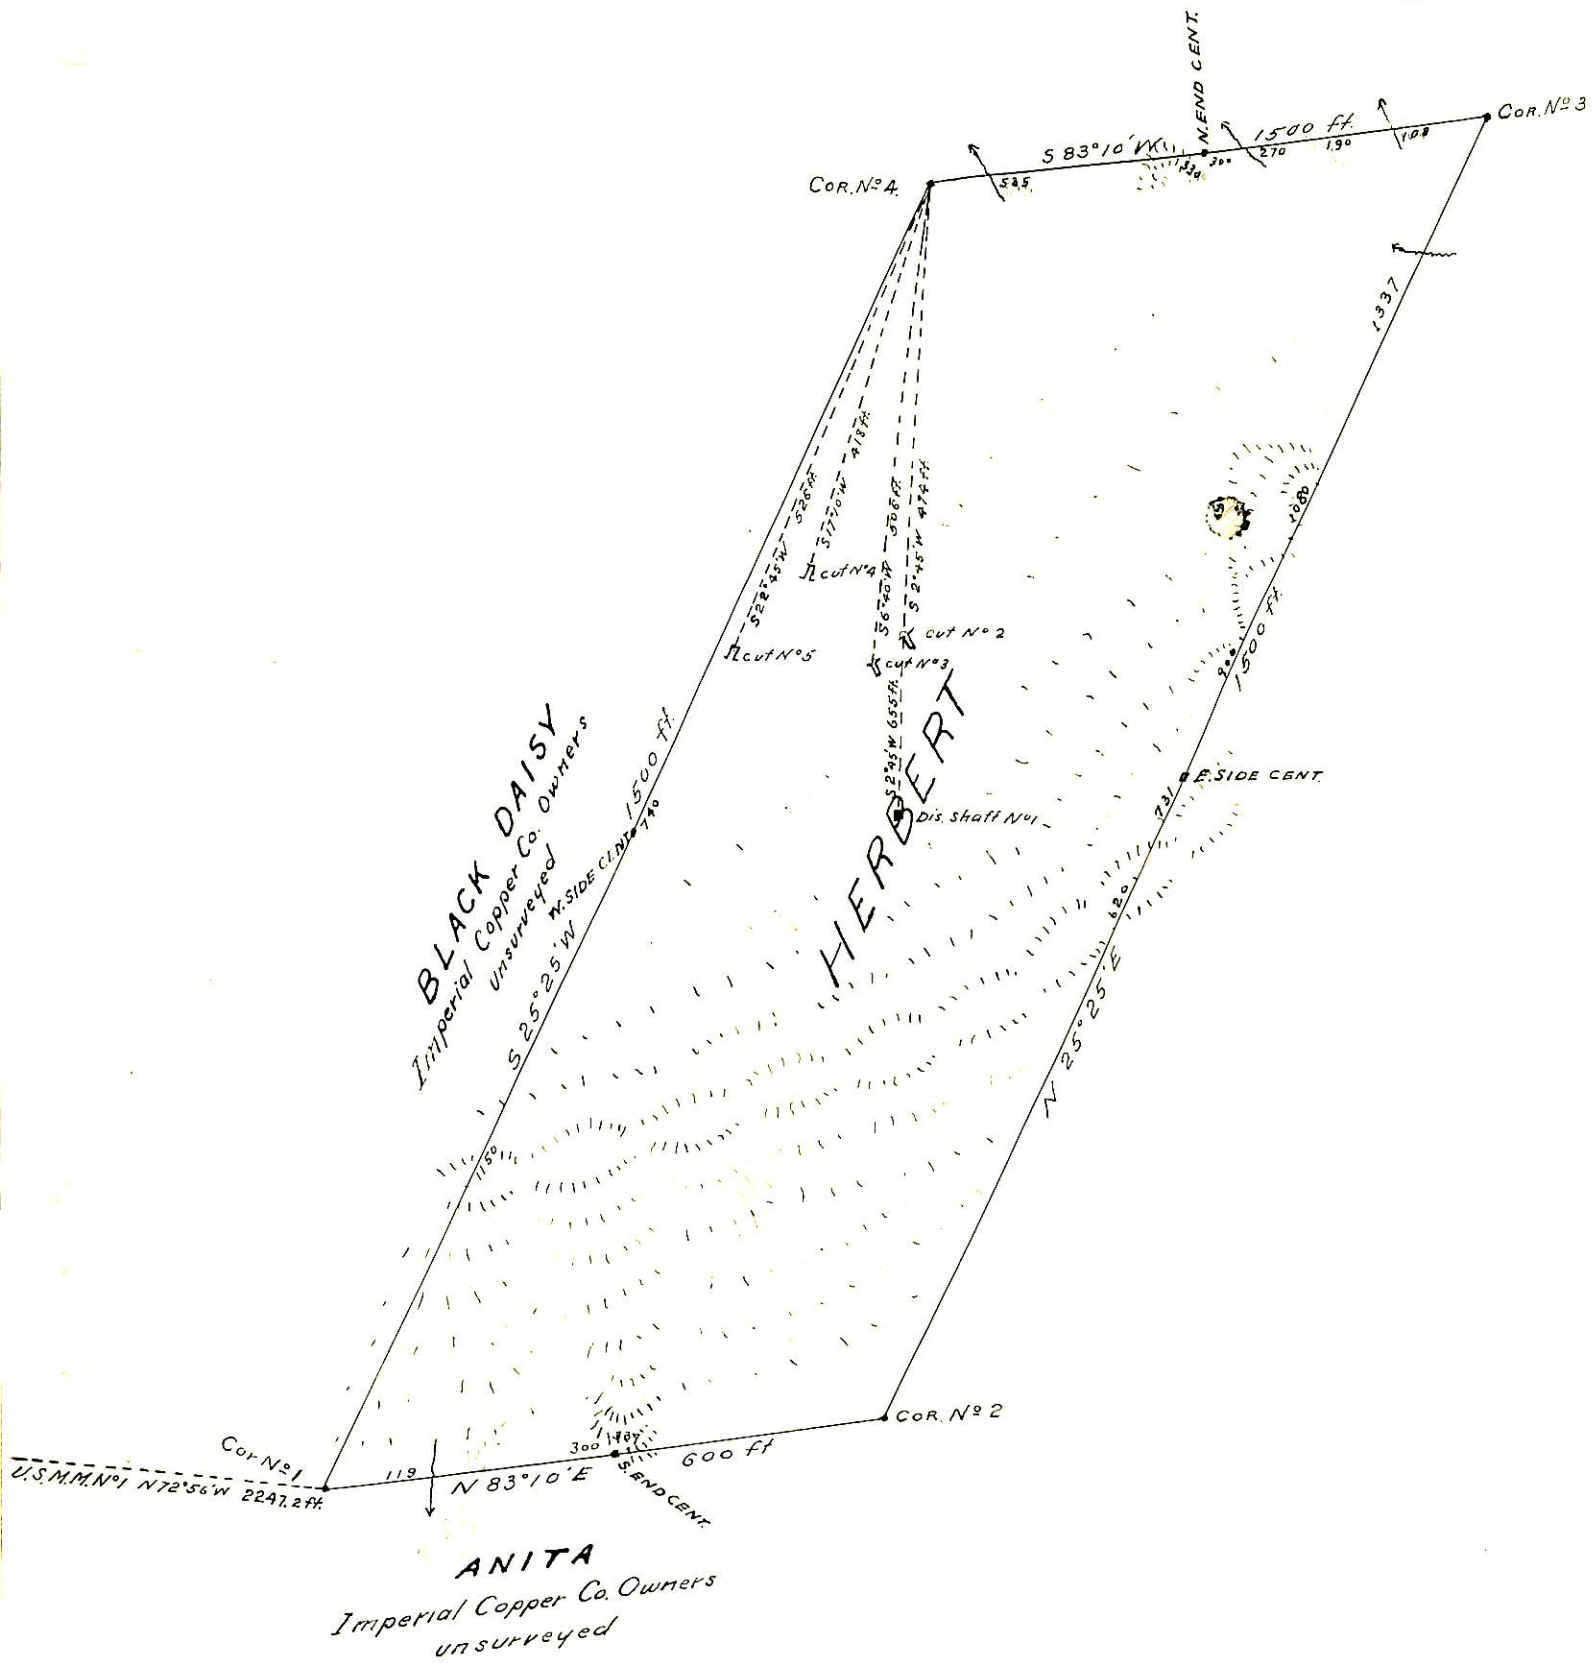 N. END CENT.
COR. Nº 3
S 83°10'W
1500 ft.
535
530
300
270
190
108
COR. Nº 4.
1337
1080
S 22°45'W 526 ft.
S 17°10'W 418 ft.
S 6°40'W 506 ft.
S 2°45'W 474 ft.
cut Nº 4
cut Nº 2
cut Nº 5
cut Nº 3
1500 ft.
S 2°45'W 655 ft.
E. SIDE CENT.
731
Dis. Shaft Nº 1
HERBERT
BLACK DAISY
Imperial Copper Co. Owners
unsurveyed
1500 ft.
740
W. SIDE CENT.
S 25°25'W
620
N 25°25'E
1150
COR. Nº 2
Cor Nº 1
U.S.M.M. Nº 1 N 72°56'W 2247.2 ft.
119
N 83°10'E
300
600 ft
S. END CENT.
ANITA
Imperial Copper Co. Owners
unsurveyed